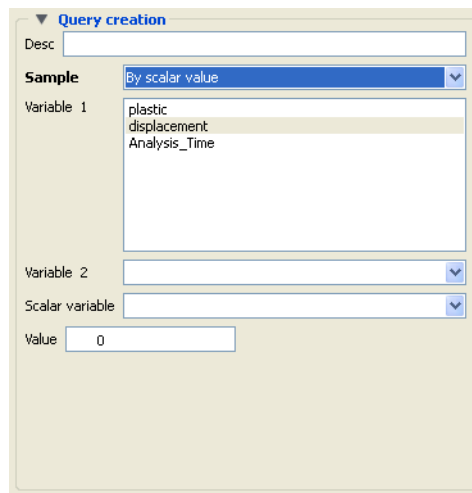 Query creation
Desc
Sample By scalar value
Variable 1
plastic
displacement
Analysis_Time
Variable 2
Scalar variable
Value 0